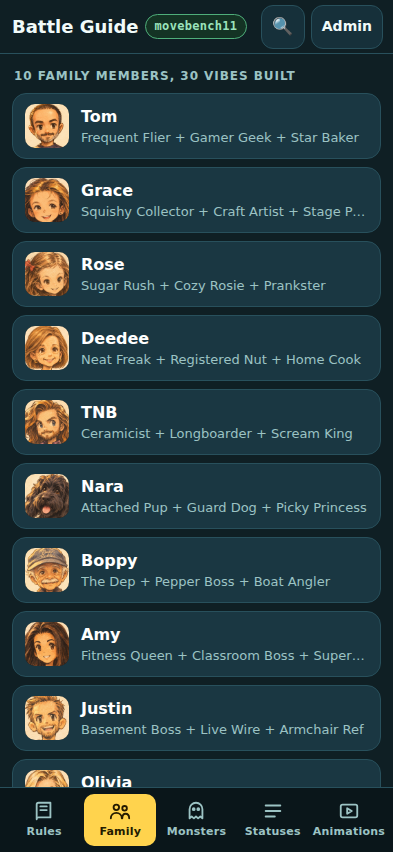 Battle Guide movebench11 Admin
10 FAMILY MEMBERS, 30 VIBES BUILT
Tom
Frequent Flier + Gamer Geek + Star Baker
Grace
Squishy Collector + Craft Artist + Stage P...
Rose
Sugar Rush + Cozy Rosie + Prankster
Deedee
Neat Freak + Registered Nut + Home Cook
TNB
Ceramicist + Longboarder + Scream King
Nara
Attached Pup + Guard Dog + Picky Princess
Boppy
The Dep + Pepper Boss + Boat Angler
Amy
Fitness Queen + Classroom Boss + Super...
Justin
Basement Boss + Live Wire + Armchair Ref
Olivia
Rules Family Monsters Statuses Animations